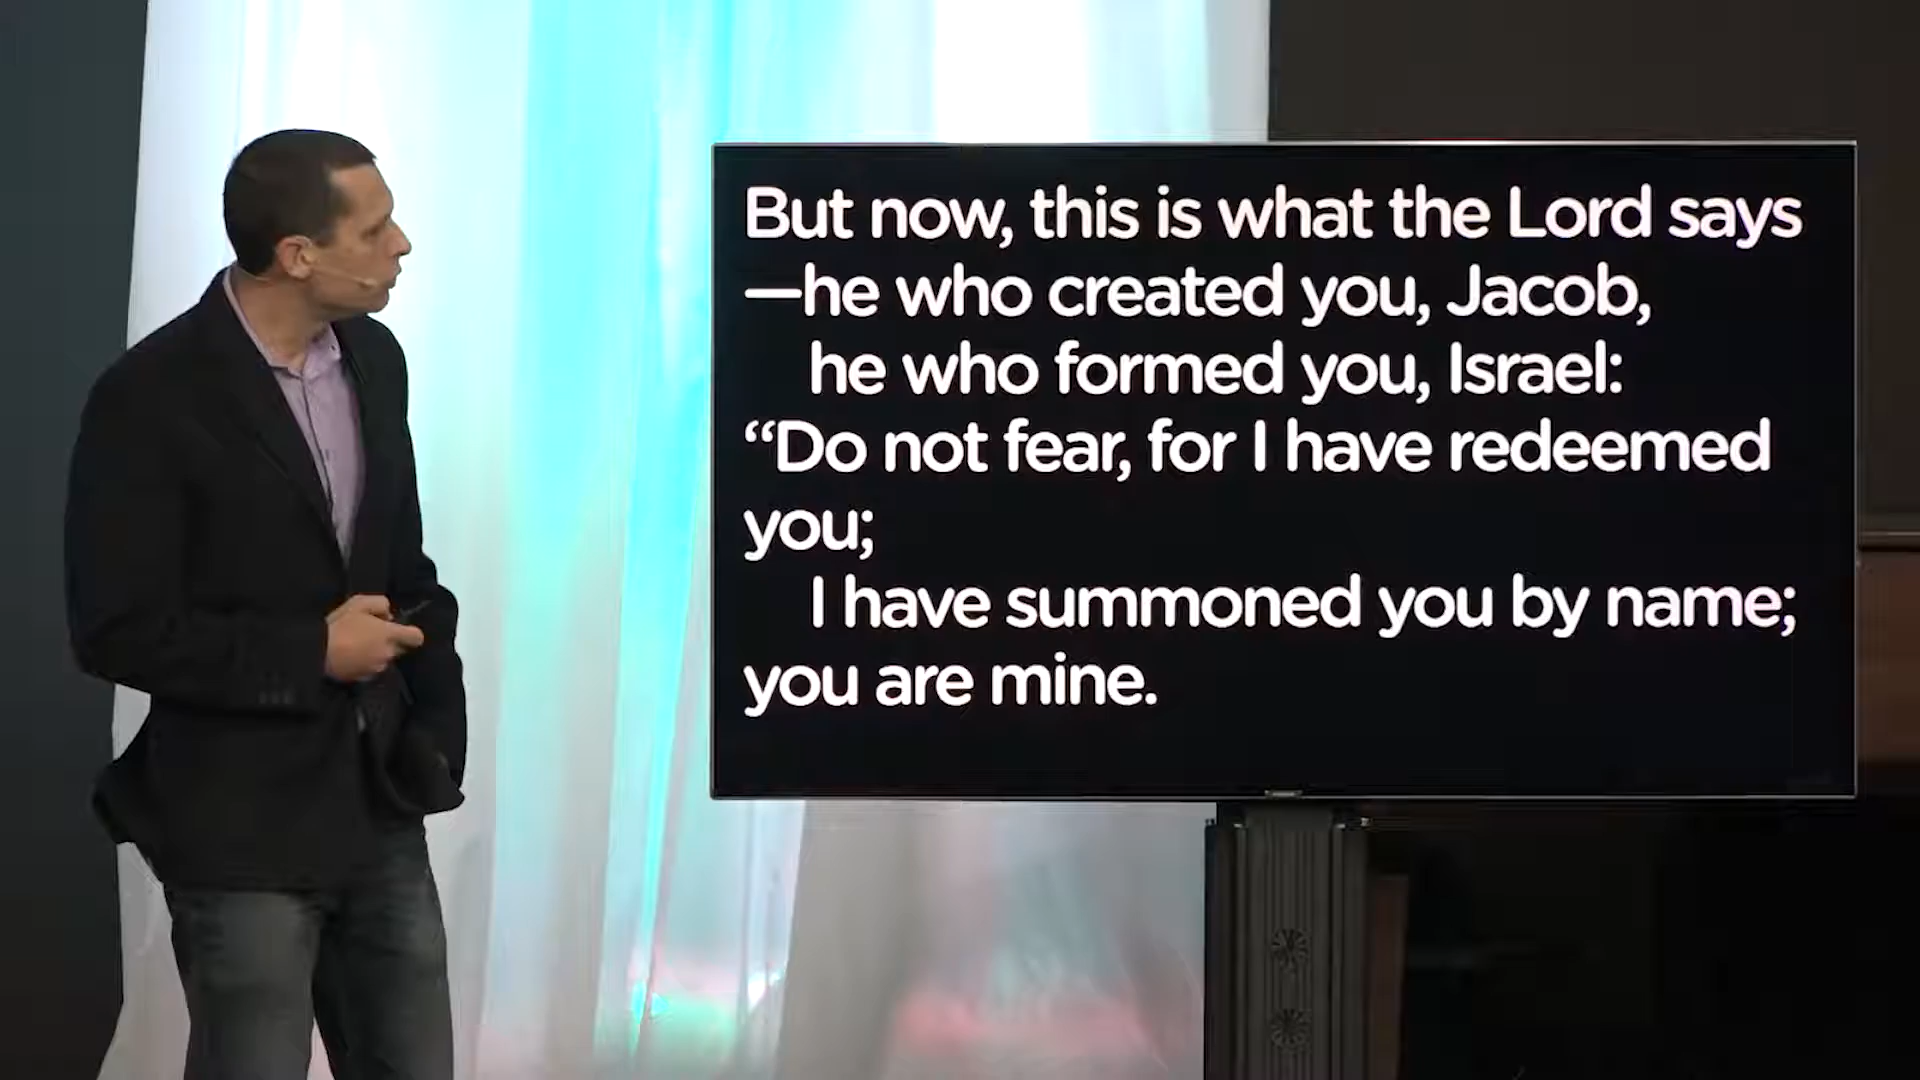 But now, this is what the Lord says
—he who created you, Jacob,
he who formed you, Israel:
“Do not fear, for I have redeemed
you;
I have summoned you by name;
you are mine.